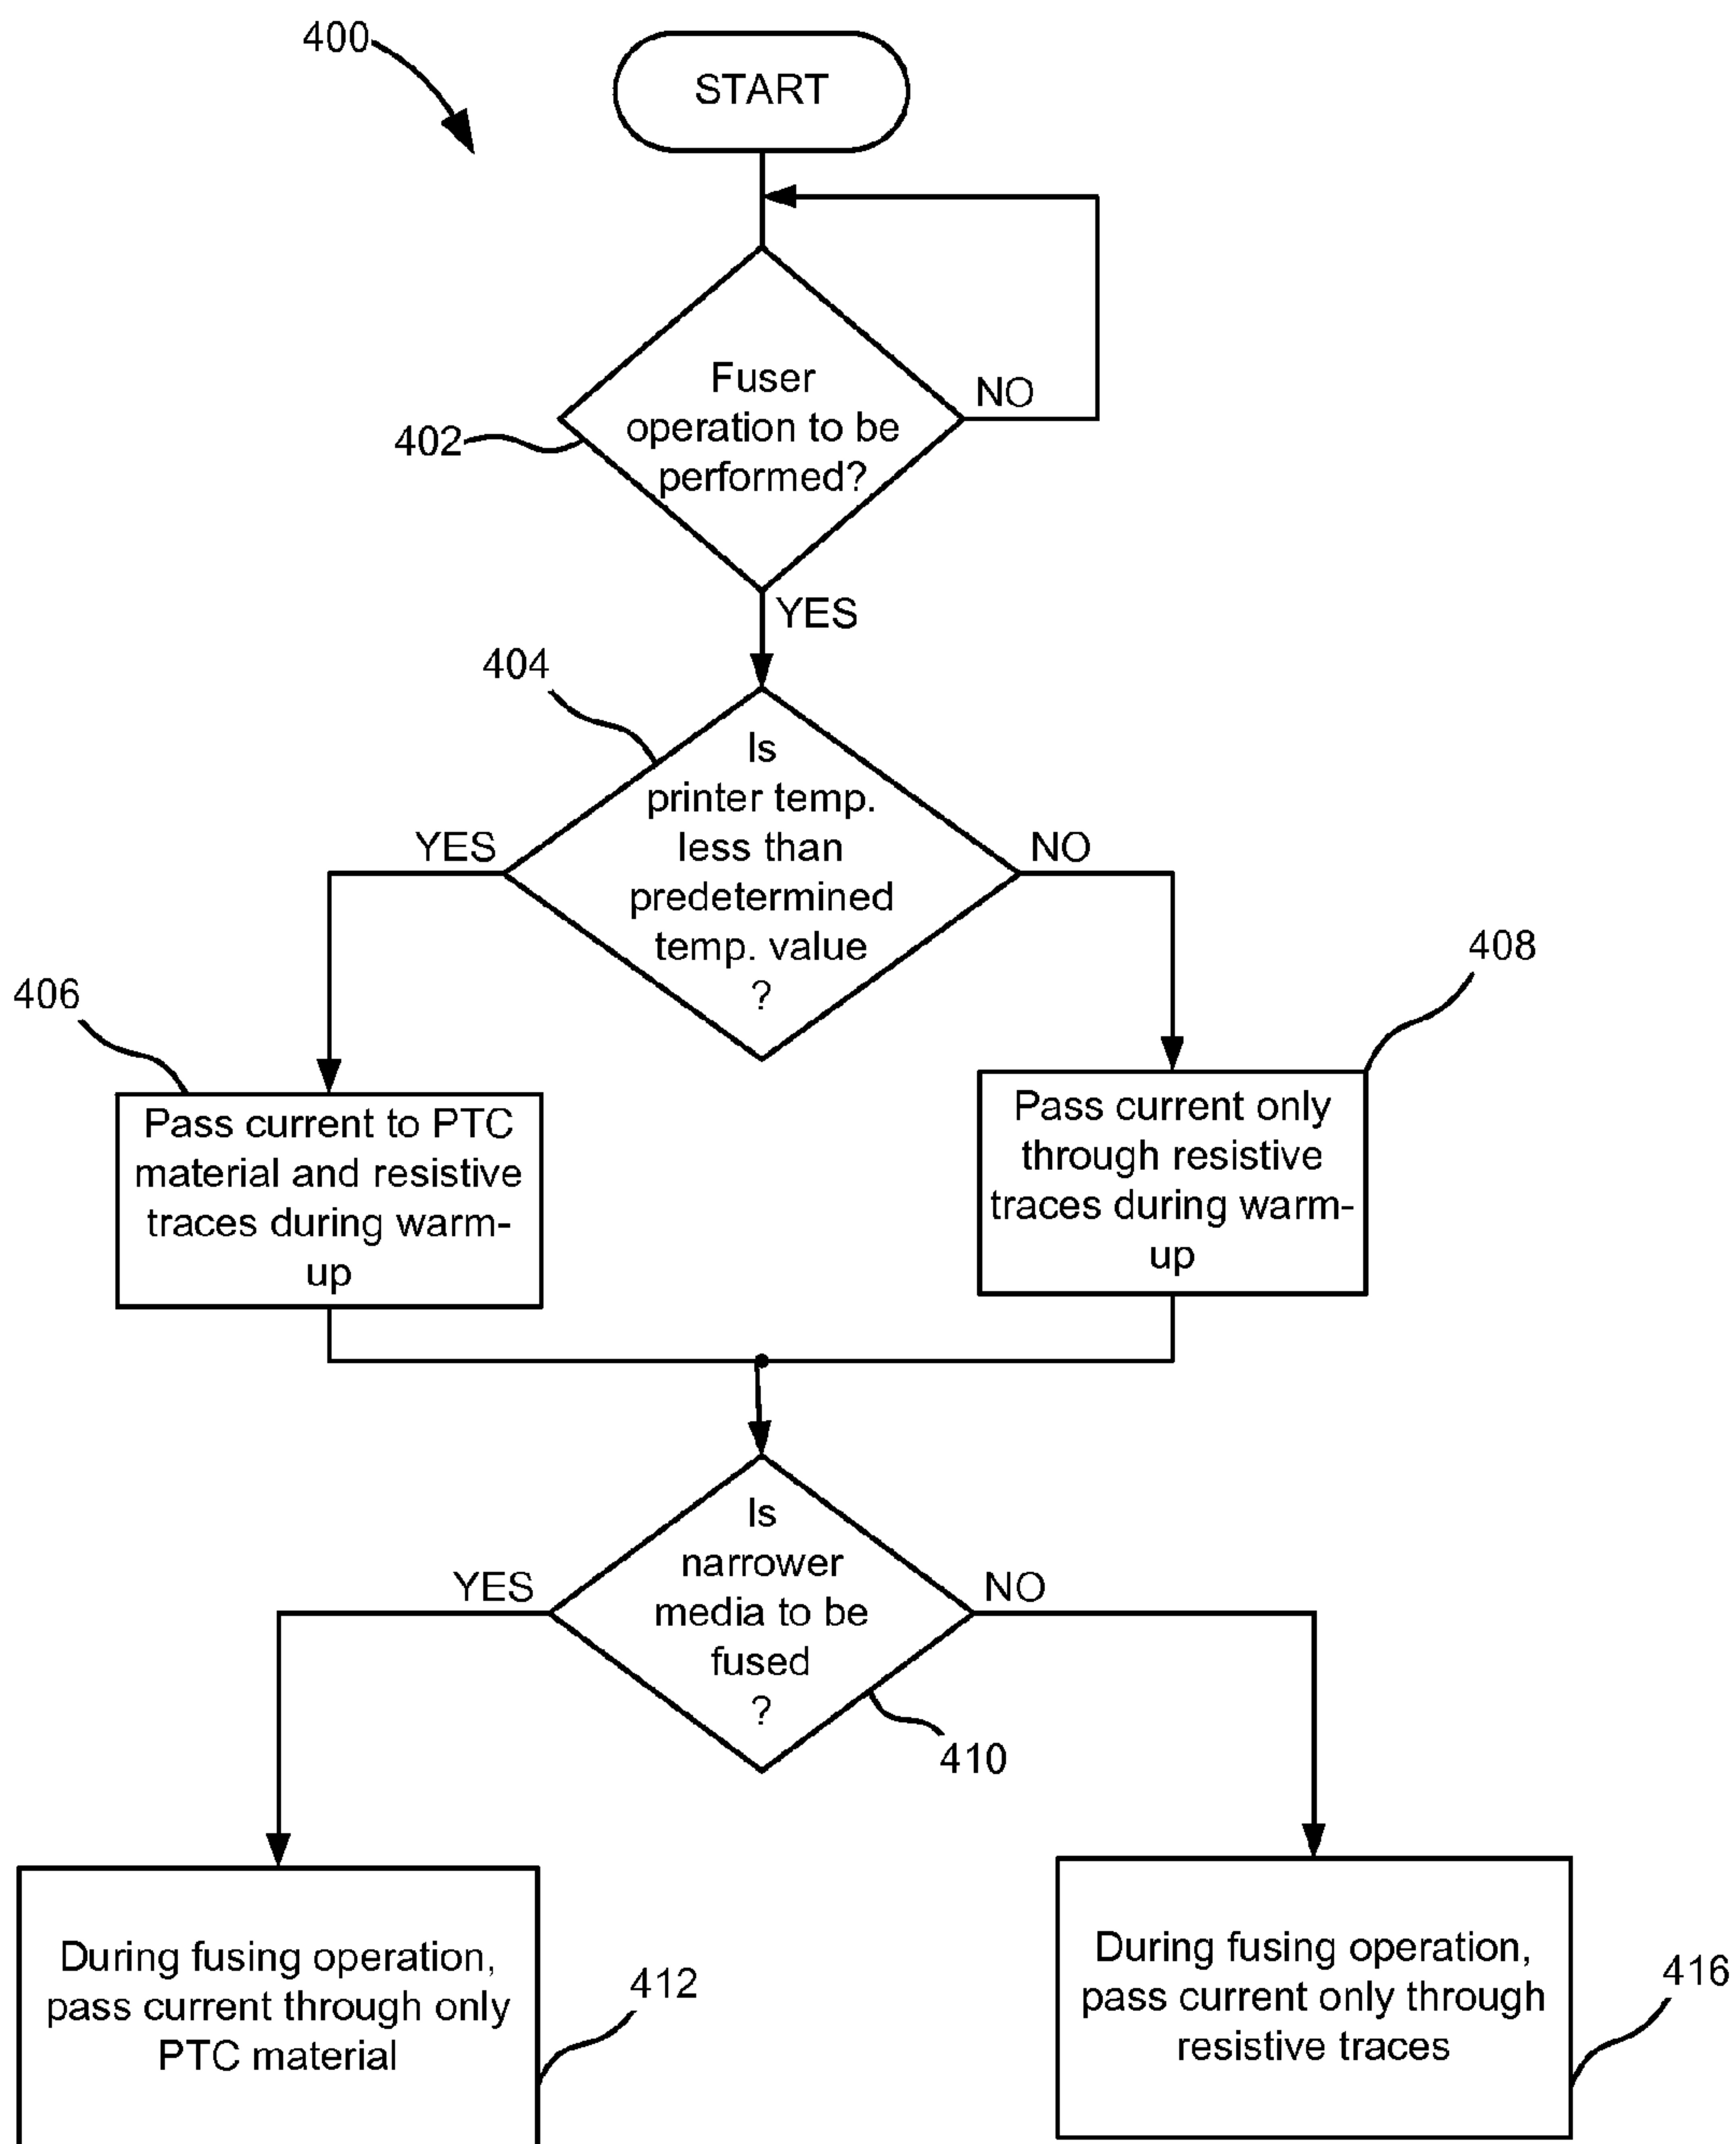 400
START
Fuser
operation to be
performed?
NO
402
YES
404
Is
printer temp.
less than
predetermined
temp. value
?
YES
NO
406
408
Pass current to PTC
material and resistive
traces during warm-
up
Pass current only
through resistive
traces during warm-
up
Is
narrower
media to be
fused
?
YES
NO
410
During fusing operation,
pass current through only
PTC material
412
During fusing operation,
pass current only through
resistive traces
416